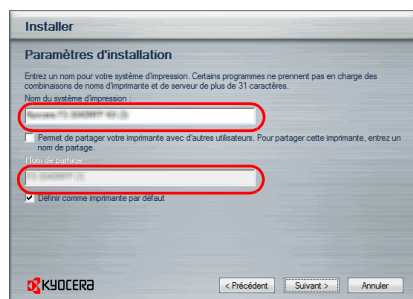 Installer
Paramètres d'installation
Entrez un nom pour votre système d'impression. Certains programmes ne prennent pas en charge des
combinaisons de noms d'imprimante et de serveur de plus de 31 caractères.
Nom du système d'impression :
Permet de partager votre imprimante avec d'autres utilisateurs. Pour partager cette imprimante, entrez un
nom de partage.
Nom de partage :
Définir comme imprimante par défaut
KYOCERA
< Précédent
Suivant >
Annuler